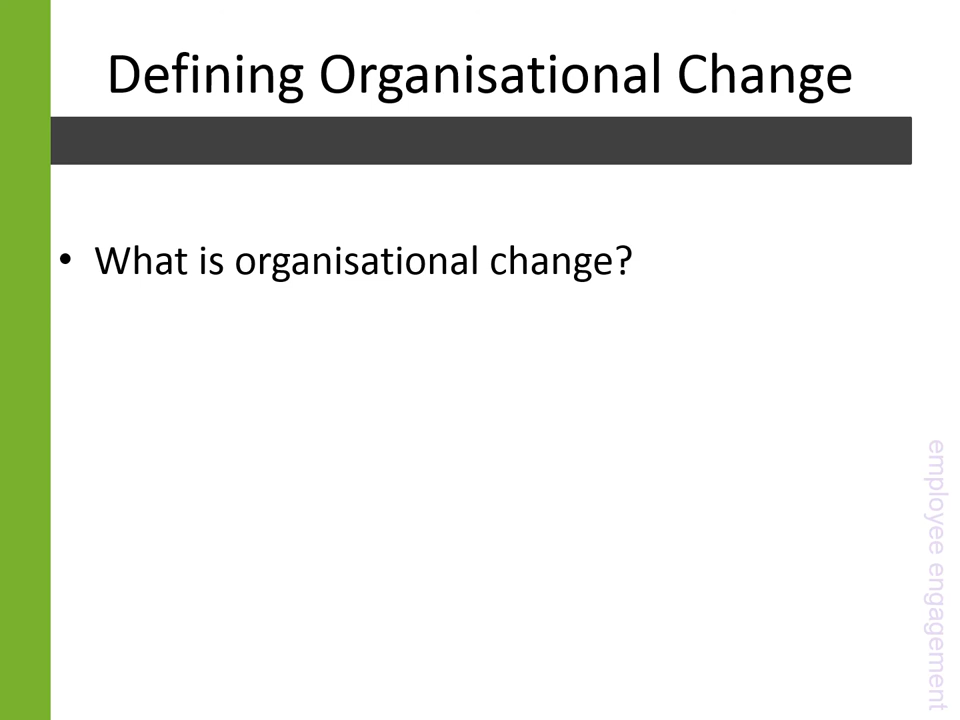 Defining Organisational Change
• What is organisational change?
employee engagement